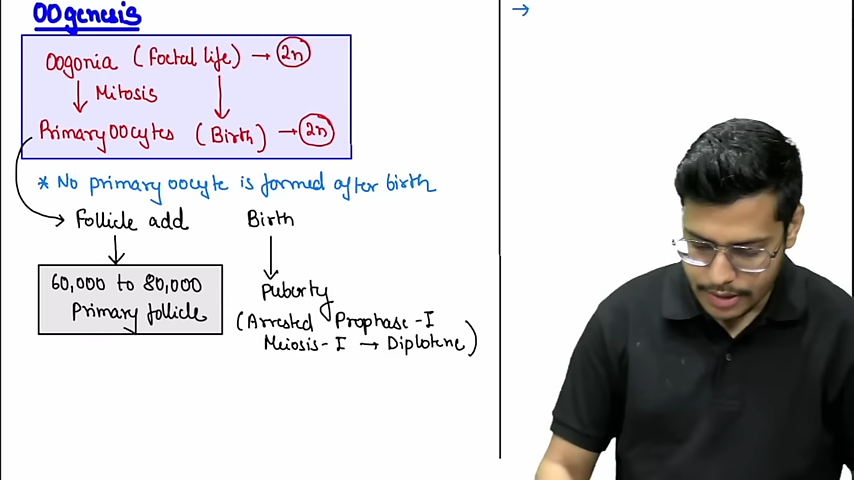 Oogenesis
Oogonia (Foetal life) → 2n
Mitosis
Primary Oocytes (Birth) → 2n
* No primary oocyte is formed after birth
Follicle add Birth
60,000 to 80,000
Primary follicle
Puberty
(Arrested Prophase-I
Meiosis-I → Diplotene)
→